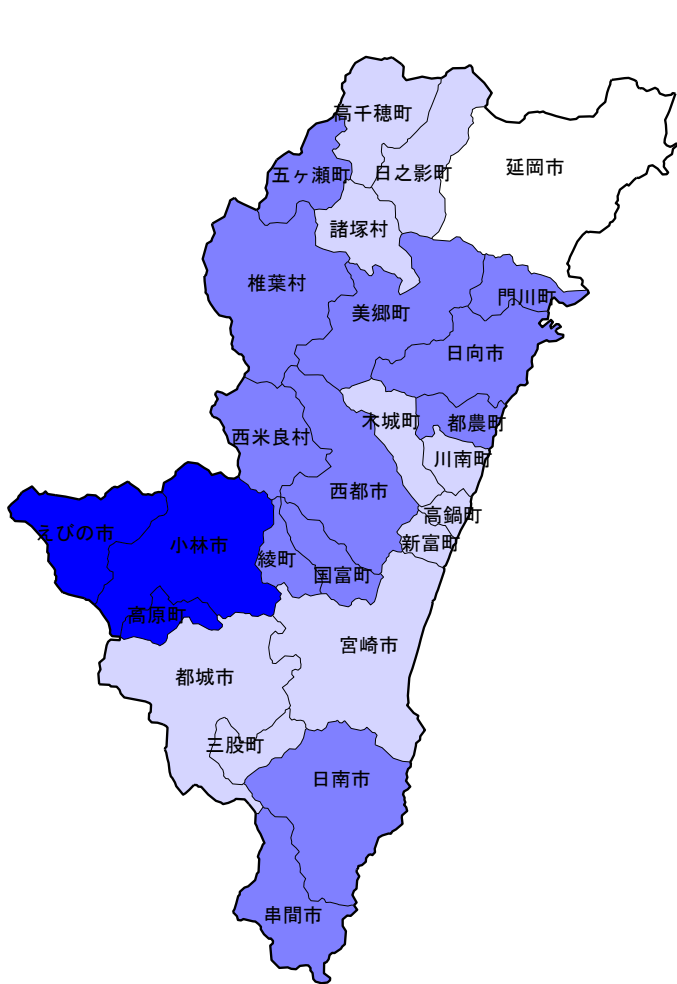 高千穂町
延岡市
五ヶ瀬町
日之影町
諸塚村
椎葉村
門川町
美郷町
日向市
木城町
都農町
西米良村
川南町
西都市
高鍋町
えびの市
小林市
新富町
綾町
国富町
高原町
宮崎市
都城市
三股町
日南市
串間市